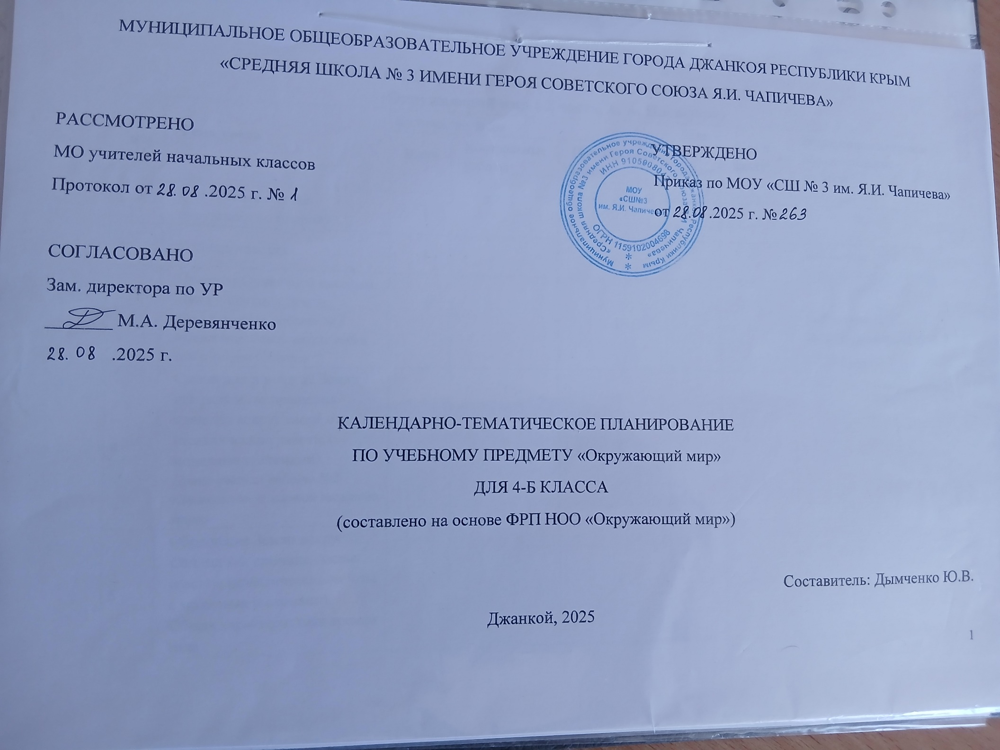 МУНИЦИПАЛЬНОЕ ОБЩЕОБРАЗОВАТЕЛЬНОЕ УЧРЕЖДЕНИЕ ГОРОДА ДЖАНКОЯ РЕСПУБЛИКИ КРЫМ
«СРЕДНЯЯ ШКОЛА № 3 ИМЕНИ ГЕРОЯ СОВЕТСКОГО СОЮЗА Я.И. ЧАПИЧЕВА»
РАССМОТРЕНО
МО учителей начальных классов
Протокол от 28.08.2025 г. № 1
СОГЛАСОВАНО
Зам. директора по УР
М.А. Деревянченко
28.08 .2025 г.
УТВЕРЖДЕНО
Приказ по МОУ «СШ № 3 им. Я.И. Чапичева»
от 28.08.2025 г. № 263
Муниципальное общеобразовательное учреждение города Джанкоя Республики Крым
«Средняя школа №3 имени Героя Советского Союза Я.И. Чапичева»
ИНН
ОГРН 1159102004698
МОУ
«СШ№3
им. Я.И. Чапичева»
КАЛЕНДАРНО-ТЕМАТИЧЕСКОЕ ПЛАНИРОВАНИЕ
ПО УЧЕБНОМУ ПРЕДМЕТУ «Окружающий мир»
ДЛЯ 4-Б КЛАССА
(составлено на основе ФРП НОО «Окружающий мир»)
Составитель: Дымченко Ю.В.
Джанкой, 2025
1